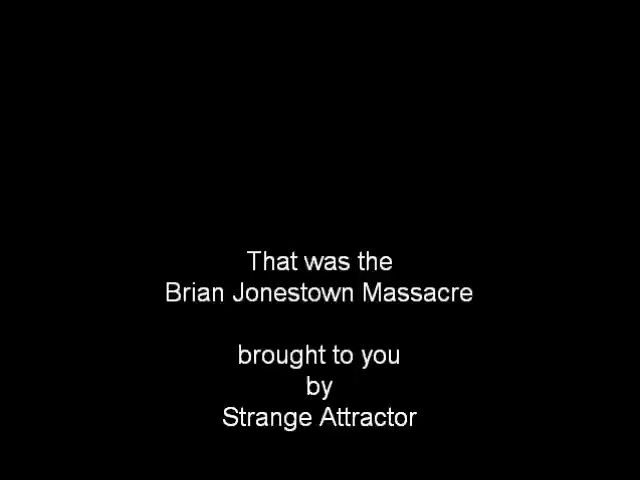 That was the
Brian Jonestown Massacre
brought to you
by
Strange Attractor